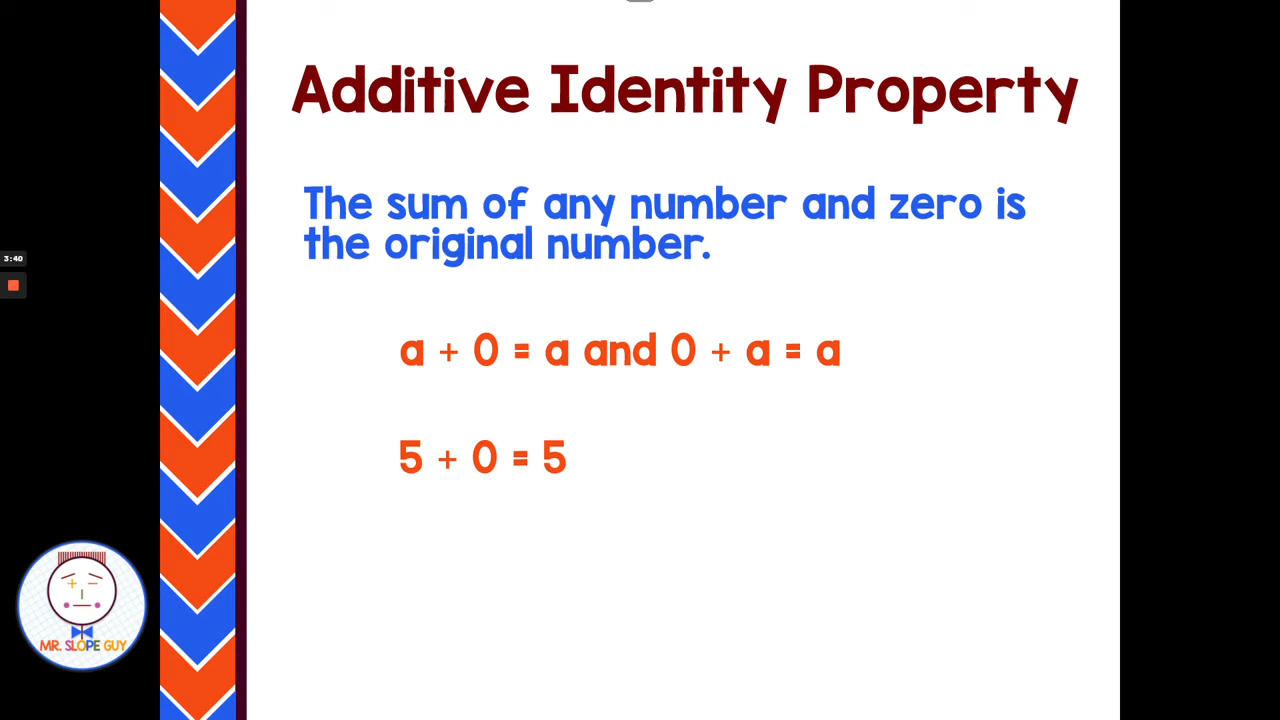 Additive Identity Property
The sum of any number and zero is
the original number.
a + 0 = a and 0 + a = a
5 + 0 = 5
3:40
MR. SLOPE GUY